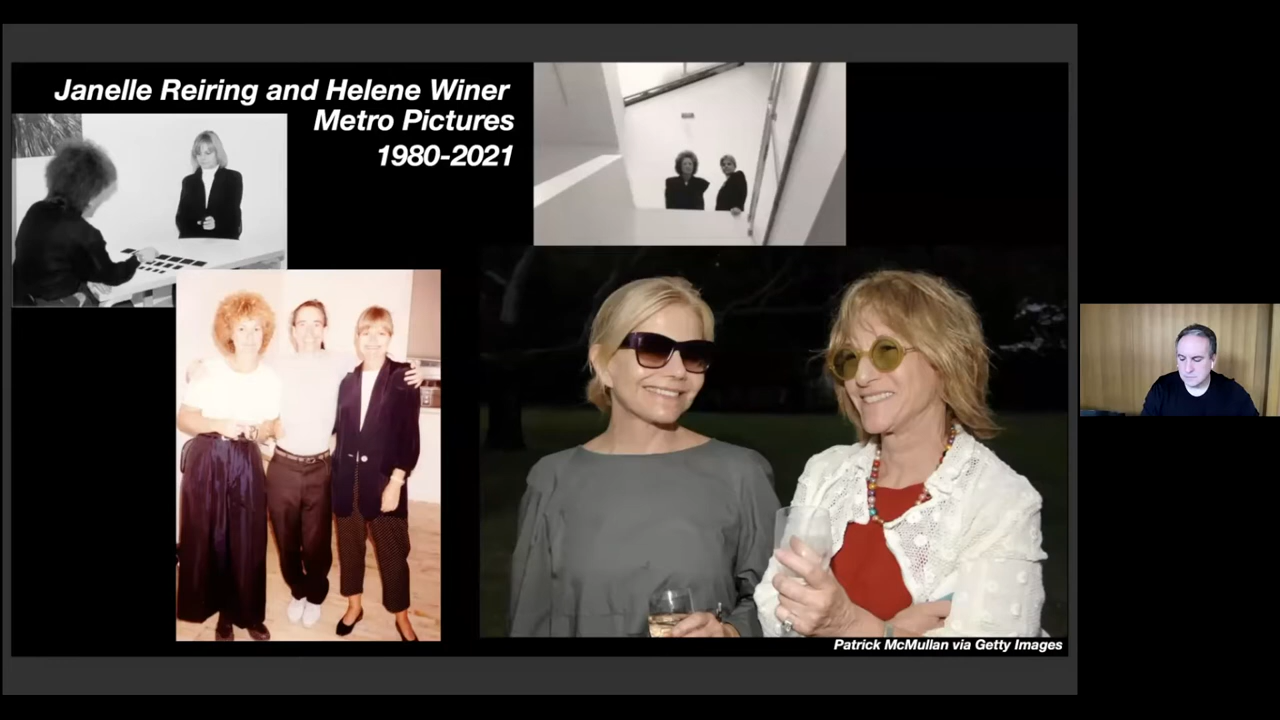 Janelle Reiring and Helene Winer
Metro Pictures
1980-2021
Patrick McMullan via Getty Images